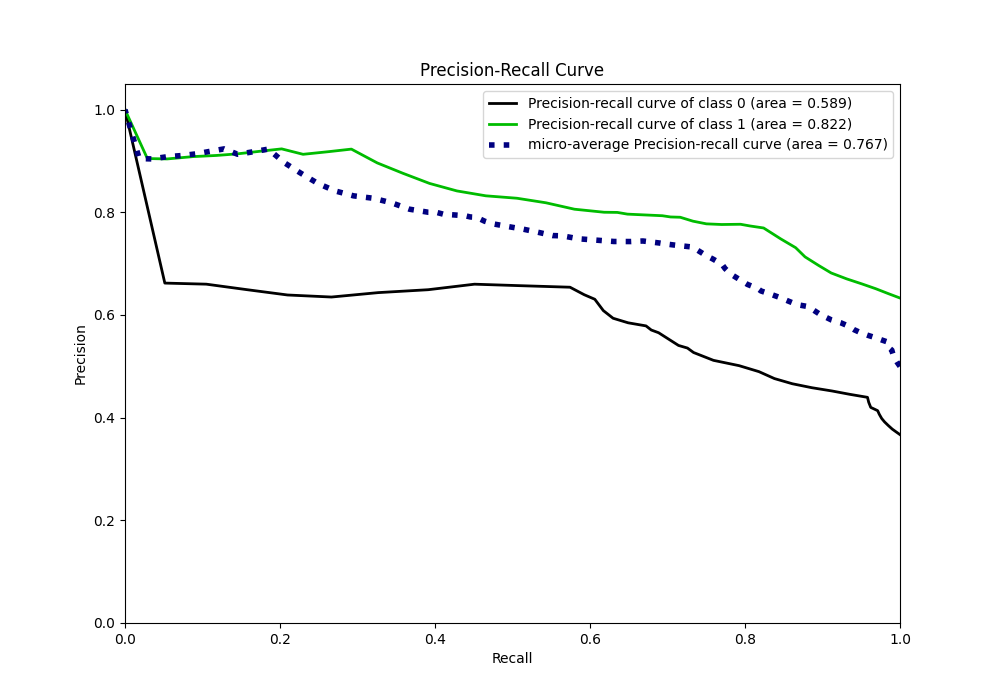 Precision-Recall Curve
Precision-recall curve of class 0 (area = 0.589)
Precision-recall curve of class 1 (area = 0.822)
micro-average Precision-recall curve (area = 0.767)
Precision
1.0
0.8
0.6
0.4
0.2
0.0
0.0 0.2 0.4 0.6 0.8 1.0
Recall